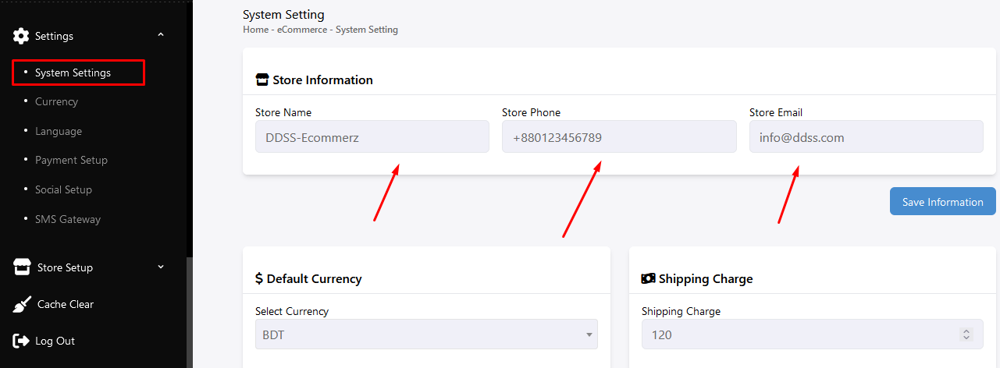 Settings
System Settings
Currency
Language
Payment Setup
Social Setup
SMS Gateway
Store Setup
Cache Clear
Log Out
System Setting
Home - eCommerce - System Setting
Store Information
Store Name
DDSS-Ecommerz
Store Phone
+880123456789
Store Email
info@ddss.com
Save Information
Default Currency
Select Currency
BDT
Shipping Charge
Shipping Charge
120